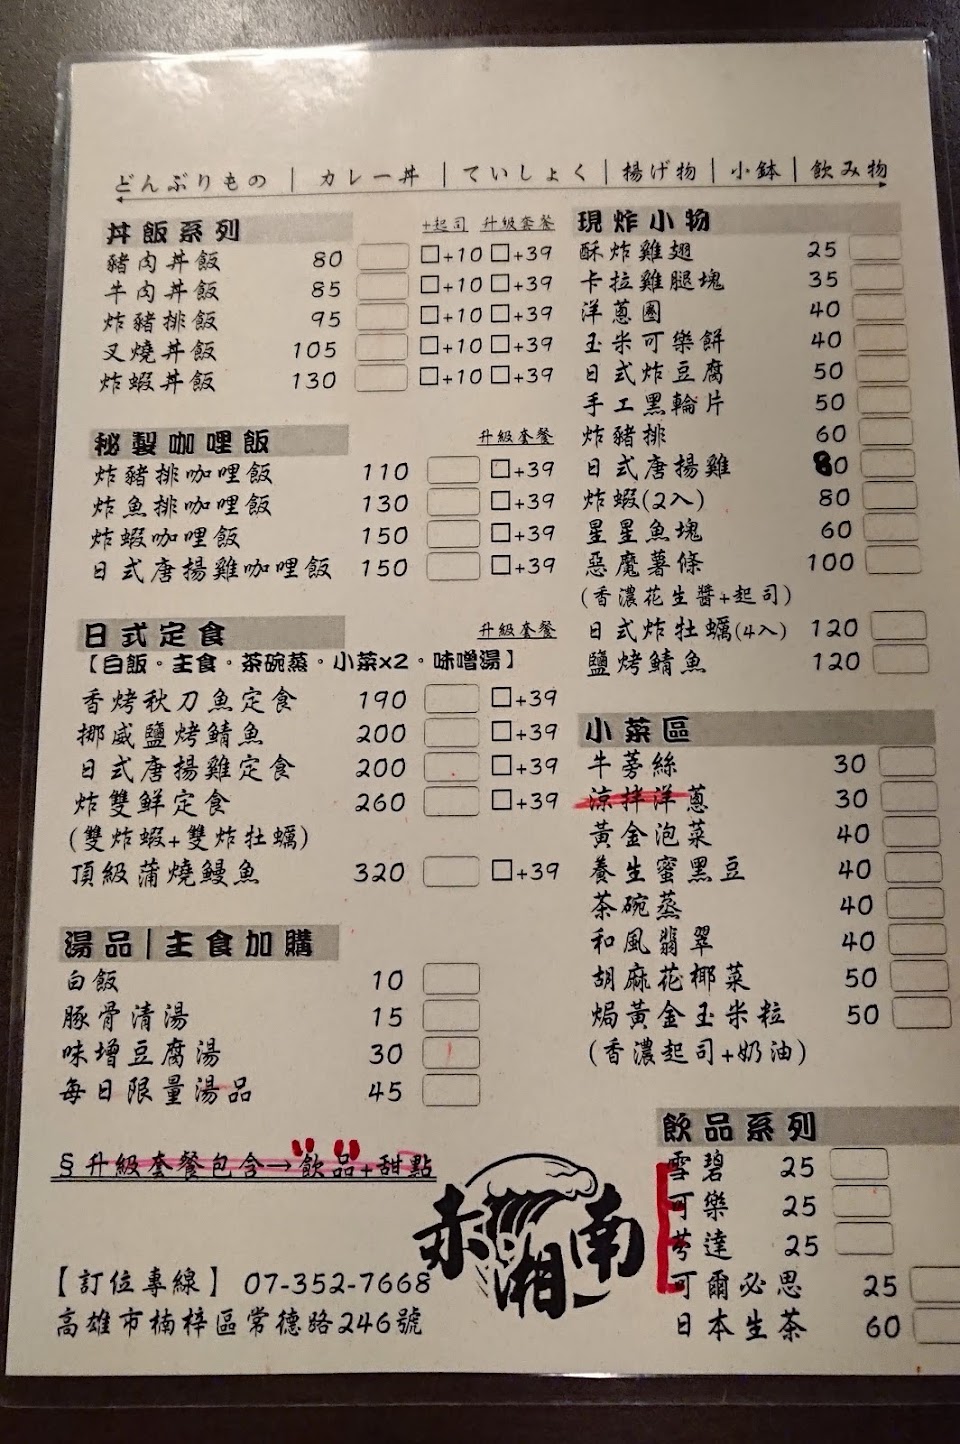 どんぶりもの | カレー丼 | ていしょく | 揚げ物 | 小鉢 | 飲み物
丼飯系列 +起司 升級套餐
豬肉丼飯 80 □+10 □+39
牛肉丼飯 85 □+10 □+39
炸豬排飯 95 □+10 □+39
叉燒丼飯 105 □+10 □+39
炸蝦丼飯 130 □+10 □+39
秘製咖哩飯 升級套餐
炸豬排咖哩飯 110 □+39
炸魚排咖哩飯 130 □+39
炸蝦咖哩飯 150 □+39
日式唐揚雞咖哩飯 150 □+39
日式定食 升級套餐
【白飯。主食。茶碗蒸。小菜x2。味噌湯】
香烤秋刀魚定食 190 □+39
挪威鹽烤鯖魚 200 □+39
日式唐揚雞定食 200 □+39
炸雙鮮定食 260 □+39
(雙炸蝦+雙炸牡蠣)
頂級蒲燒鰻魚 320 □+39
湯品|主食加購
白飯 10
豚骨清湯 15
味增豆腐湯 30
每日限量湯品 45
§升級套餐包含→飲品+甜點
【訂位專線】 07-352-7668
高雄市楠梓區常德路246號
赤湘南
現炸小物
酥炸雞翅 25
卡拉雞腿塊 35
洋蔥圈 40
玉米可樂餅 40
日式炸豆腐 50
手工黑輪片 50
炸豬排 60
日式唐揚雞 80
炸蝦(2入) 80
星星魚塊 60
惡魔薯條 100
(香濃花生醬+起司)
日式炸牡蠣(4入) 120
鹽烤鯖魚 120
小菜區
牛蒡絲 30
涼拌洋蔥 30
黃金泡菜 40
養生蜜黑豆 40
茶碗蒸 40
和風翡翠 40
胡麻花椰菜 50
焗黃金玉米粒 50
(香濃起司+奶油)
飲品系列
雪碧 25
可樂 25
芬達 25
可爾必思 25
日本生茶 60